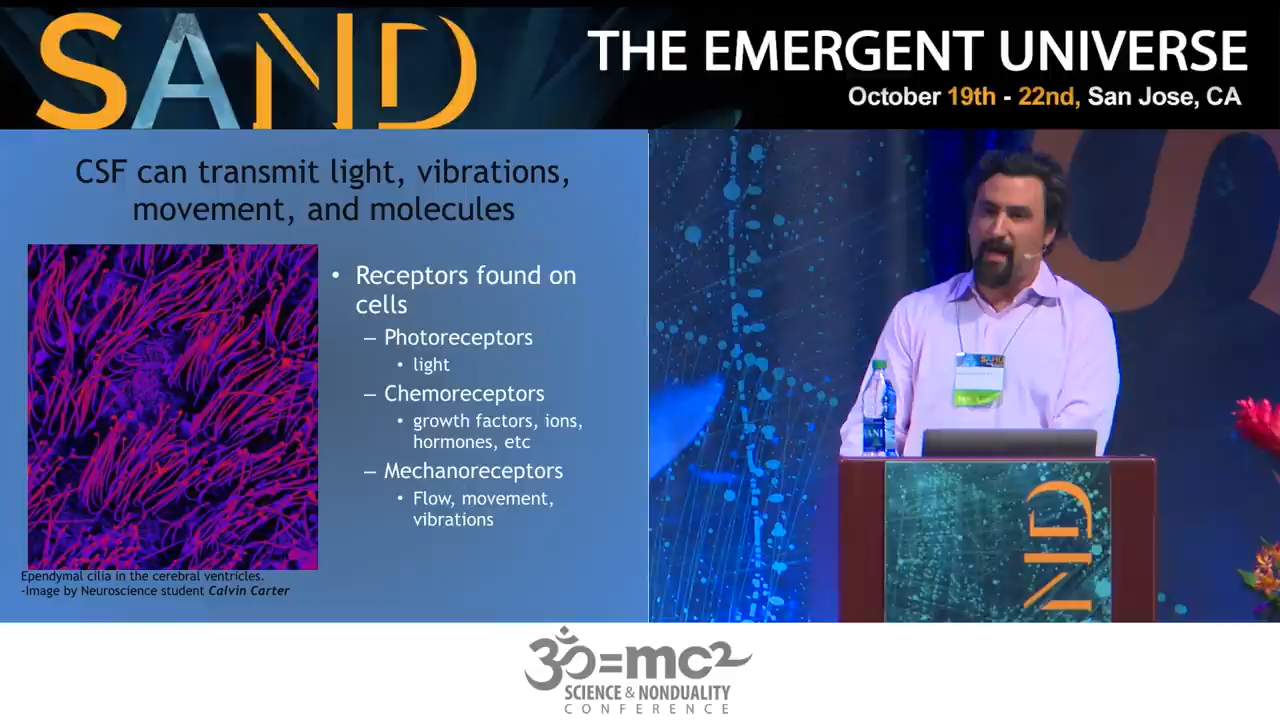 SAND
THE EMERGENT UNIVERSE
October 19th - 22nd, San Jose, CA
CSF can transmit light, vibrations,
movement, and molecules
• Receptors found on
cells
– Photoreceptors
• light
– Chemoreceptors
• growth factors, ions,
hormones, etc
– Mechanoreceptors
• Flow, movement,
vibrations
Ependymal cilia in the cerebral ventricles.
-Image by Neuroscience student Calvin Carter
SAND
ND
ॐ=mc2
SCIENCE & NONDUALITY
CONFERENCE